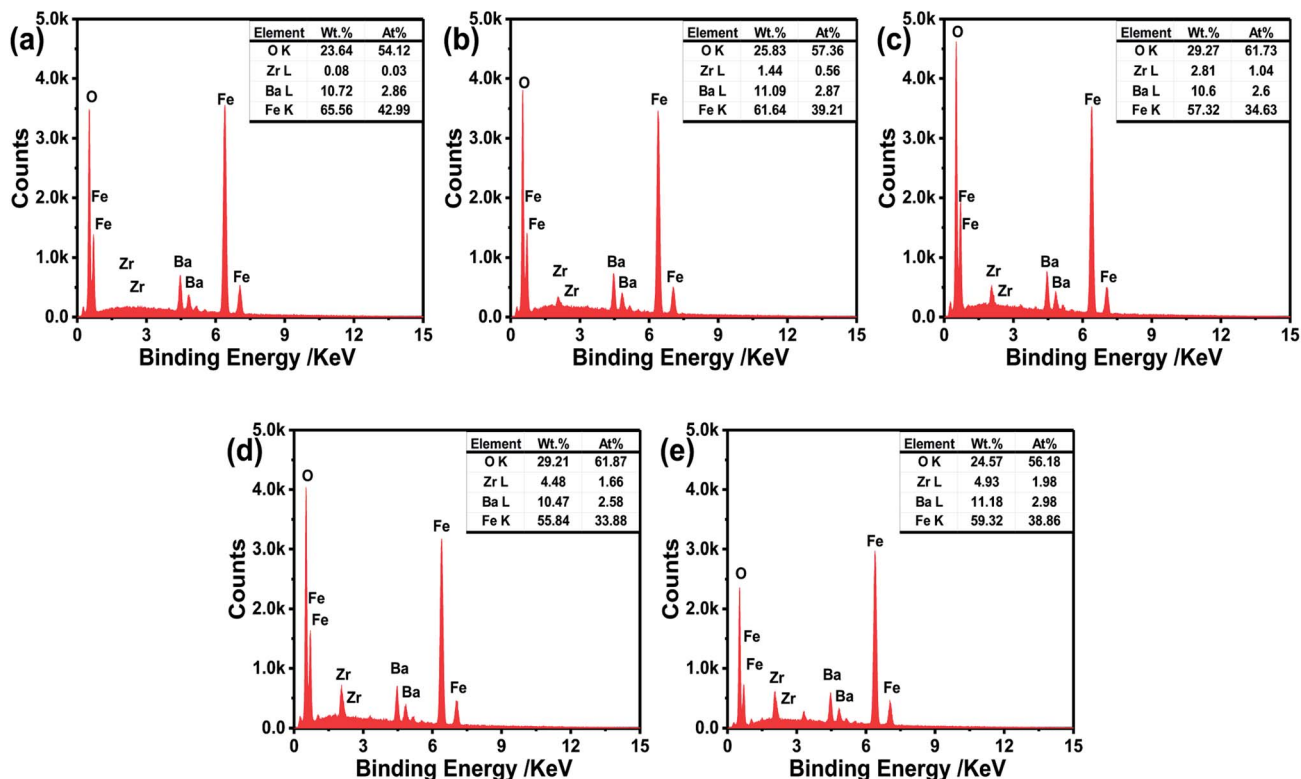 (a)
5.0k
4.0k
3.0k
2.0k
1.0k
0.0
Counts
O
Fe
Fe
Zr
Zr
Ba
Ba
Fe
Fe
Element Wt.% At%
O K 23.64 54.12
Zr L 0.08 0.03
Ba L 10.72 2.86
Fe K 65.56 42.99
0 3 6 9 12 15
Binding Energy /KeV
(b)
5.0k
4.0k
3.0k
2.0k
1.0k
0.0
Counts
O
Fe
Fe
Zr
Zr
Ba
Ba
Fe
Fe
Element Wt.% At%
O K 25.83 57.36
Zr L 1.44 0.56
Ba L 11.09 2.87
Fe K 61.64 39.21
0 3 6 9 12 15
Binding Energy /KeV
(c)
5.0k
4.0k
3.0k
2.0k
1.0k
0.0
Counts
O
Fe
Fe
Zr
Zr
Ba
Ba
Fe
Fe
Element Wt.% At%
O K 29.27 61.73
Zr L 2.81 1.04
Ba L 10.6 2.6
Fe K 57.32 34.63
0 3 6 9 12 15
Binding Energy /KeV
(d)
5.0k
4.0k
3.0k
2.0k
1.0k
0.0
Counts
O
Fe
Fe
Zr
Zr
Ba
Ba
Fe
Fe
Element Wt.% At%
O K 29.21 61.87
Zr L 4.48 1.66
Ba L 10.47 2.58
Fe K 55.84 33.88
0 3 6 9 12 15
Binding Energy /KeV
(e)
5.0k
4.0k
3.0k
2.0k
1.0k
0.0
Counts
O
Fe
Fe
Zr
Zr
Ba
Ba
Fe
Fe
Element Wt.% At%
O K 24.57 56.18
Zr L 4.93 1.98
Ba L 11.18 2.98
Fe K 59.32 38.86
0 3 6 9 12 15
Binding Energy /KeV